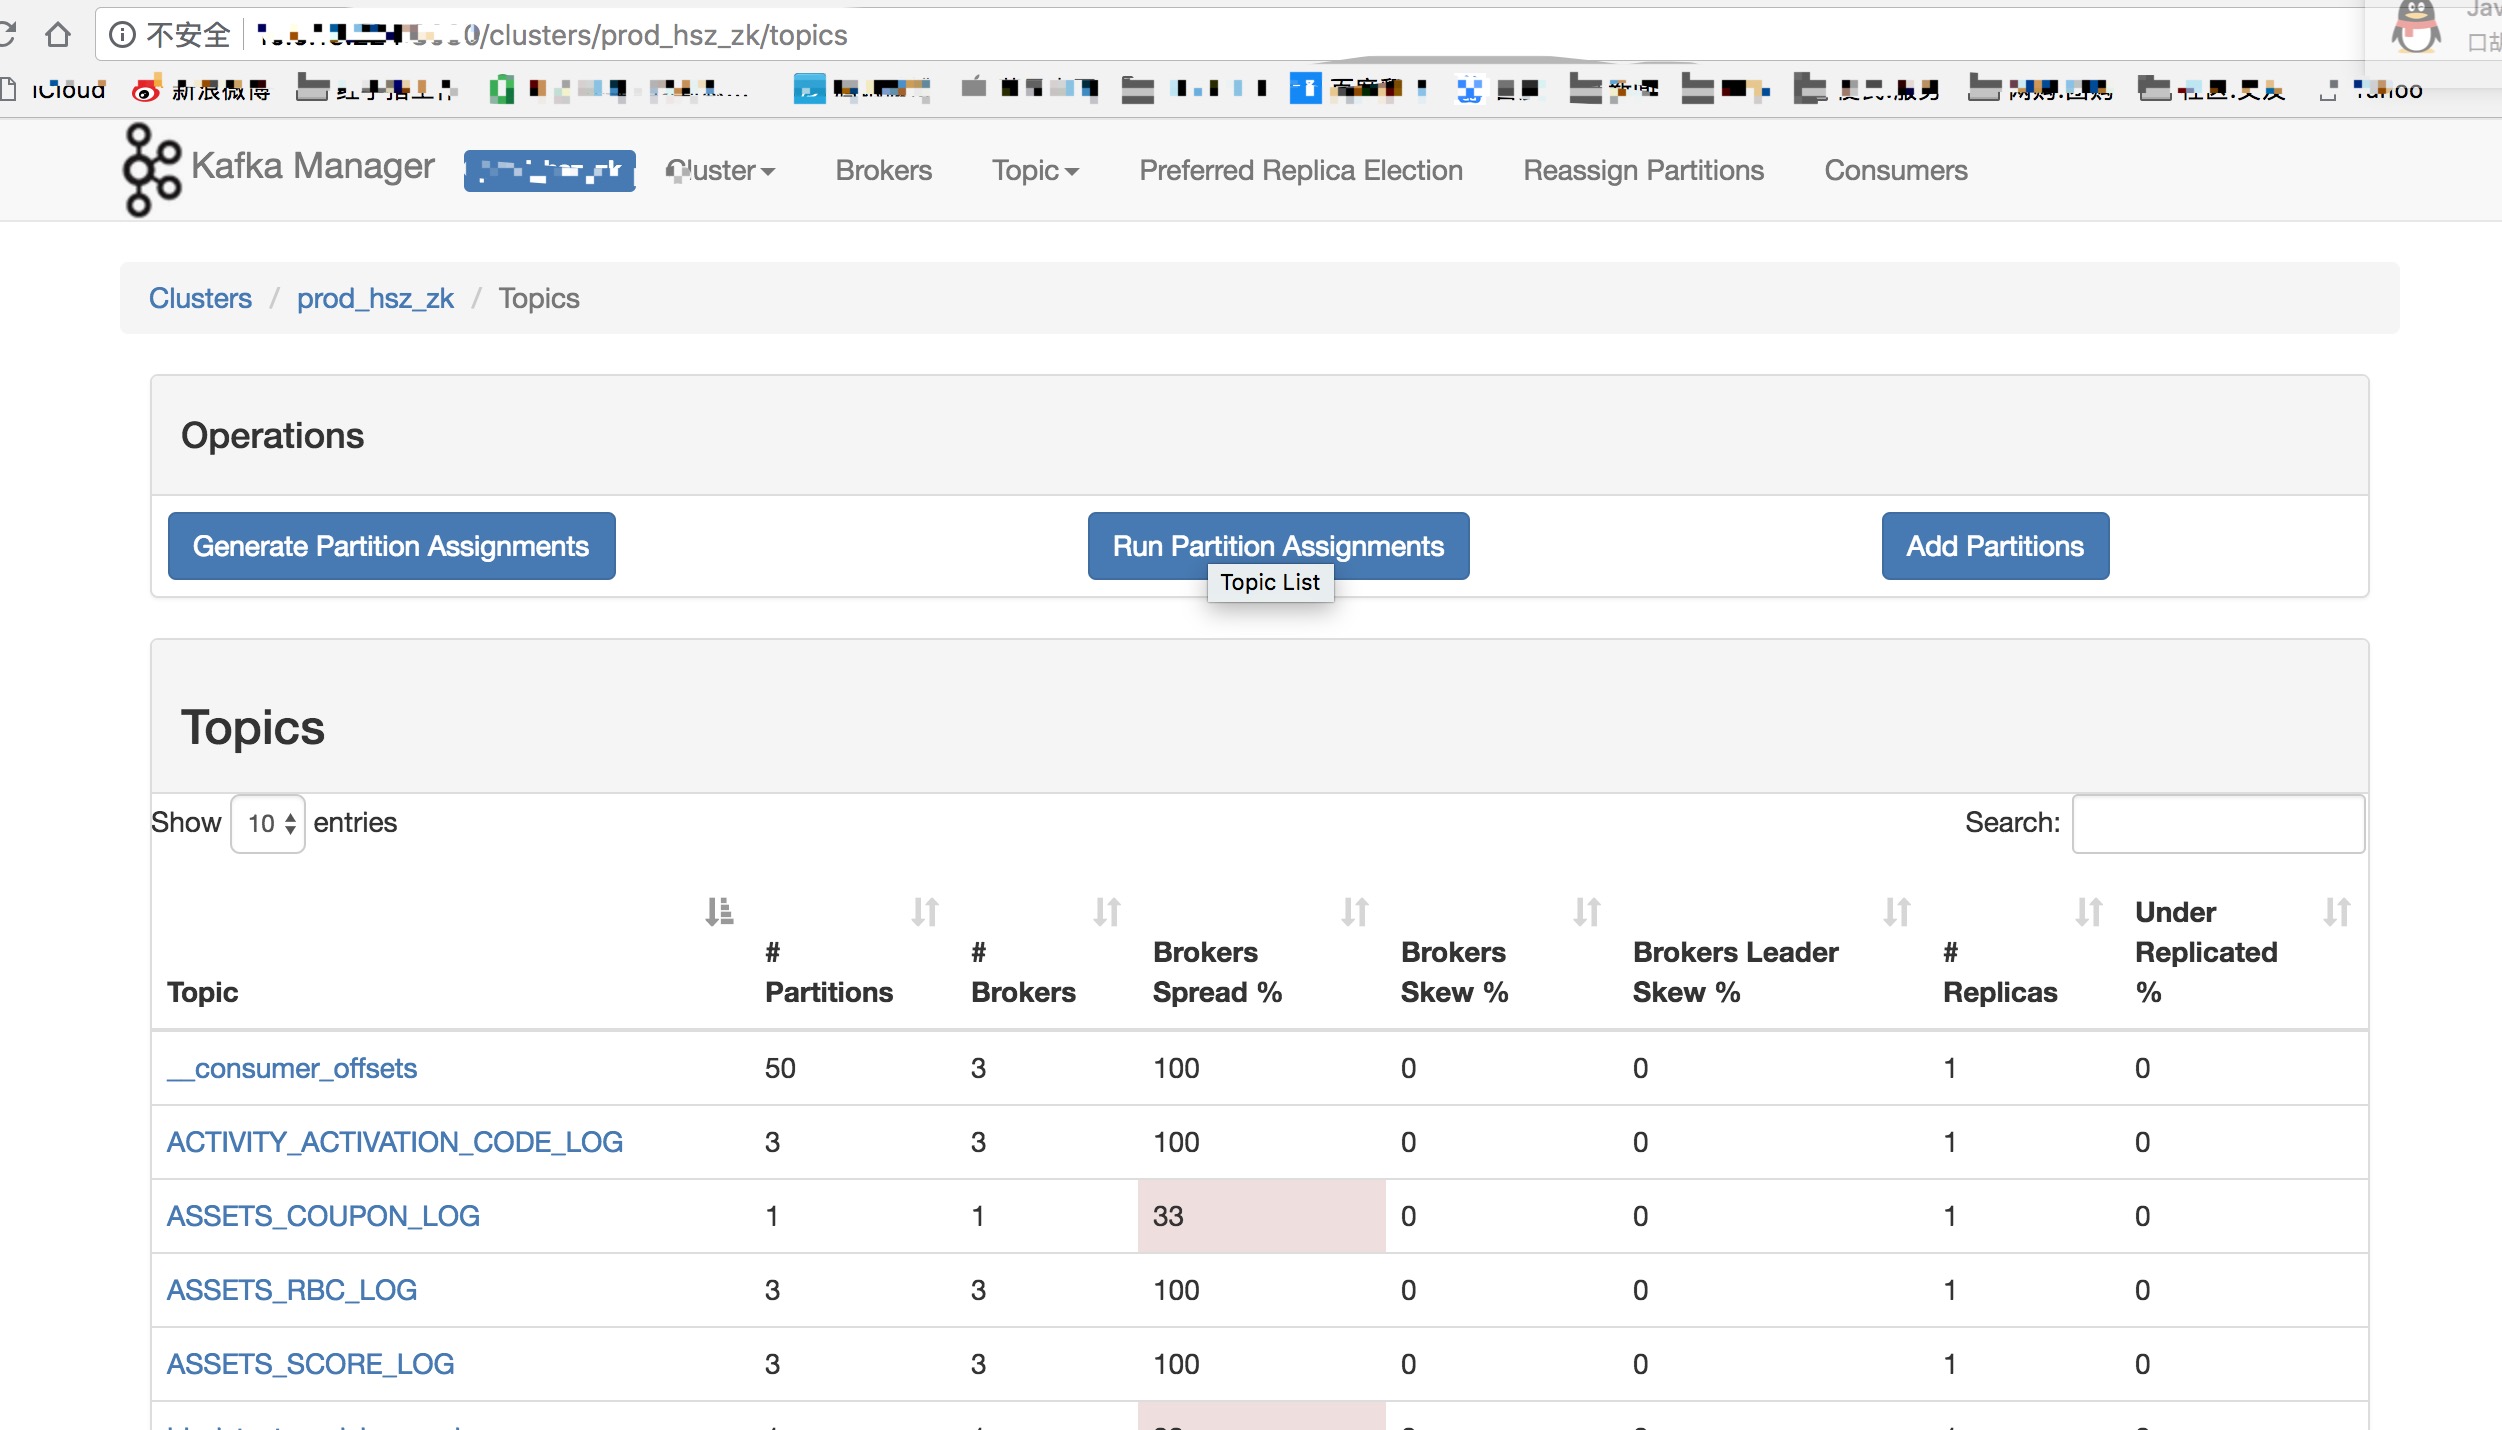 不安全 0/clusters/prod_hsz_zk/topics
Jav
iCloud 新浪微博 Yahoo
Kafka Manager Cluster Brokers Topic Preferred Replica Election Reassign Partitions Consumers
Clusters / prod_hsz_zk / Topics
Operations
Generate Partition Assignments Run Partition Assignments Add Partitions
Topic List
Topics
Show 10 entries Search:
Topic # Partitions # Brokers Brokers Spread % Brokers Skew % Brokers Leader Skew % # Replicas Under Replicated %
__consumer_offsets 50 3 100 0 0 1 0
ACTIVITY_ACTIVATION_CODE_LOG 3 3 100 0 0 1 0
ASSETS_COUPON_LOG 1 1 33 0 0 1 0
ASSETS_RBC_LOG 3 3 100 0 0 1 0
ASSETS_SCORE_LOG 3 3 100 0 0 1 0